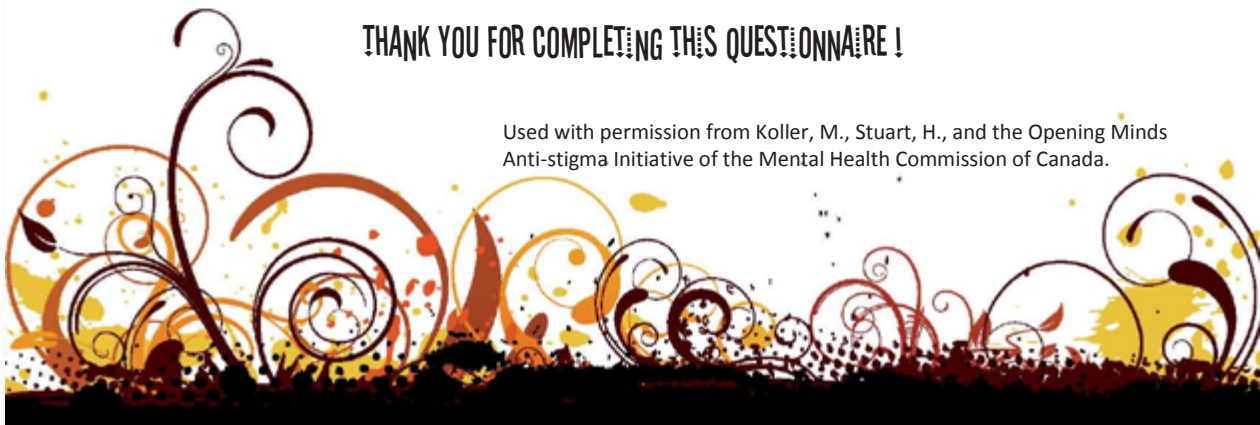 THANK YOU FOR COMPLETING THIS QUESTIONNAIRE !
Used with permission from Koller, M., Stuart, H., and the Opening Minds
Anti-stigma Initiative of the Mental Health Commission of Canada.